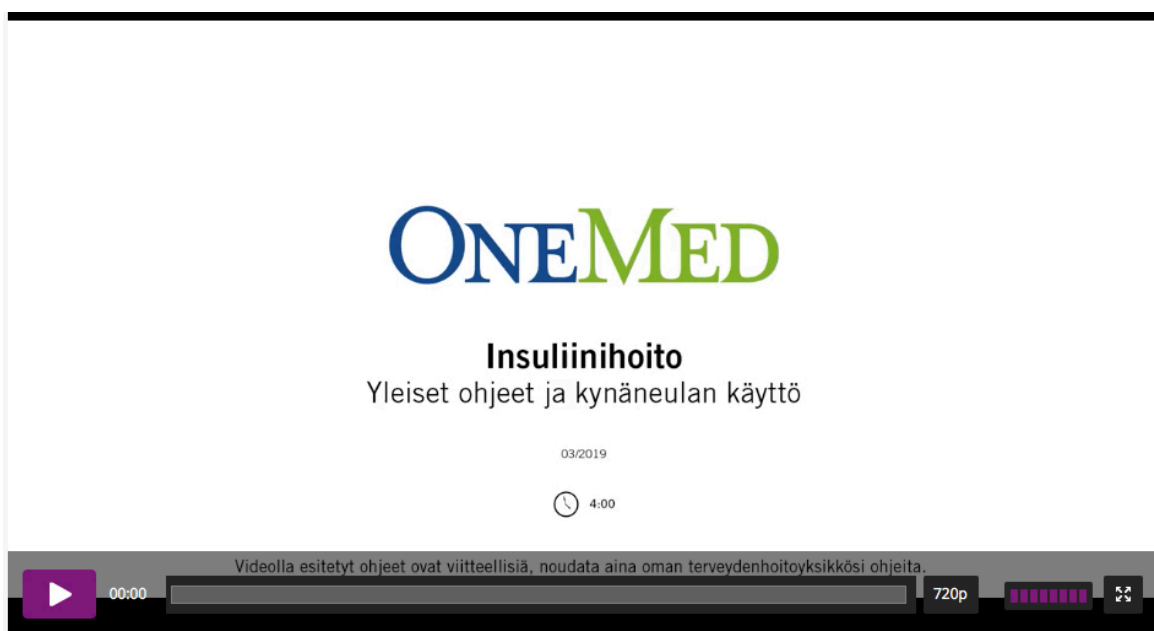 ONEMED
Insuliinihoito
Yleiset ohjeet ja kynäneulan käyttö
03/2019
4:00
Videolla esitetyt ohjeet ovat viitteellisiä, noudata aina oman terveydenhoitoyksikkösi ohjeita.
00:00 720p